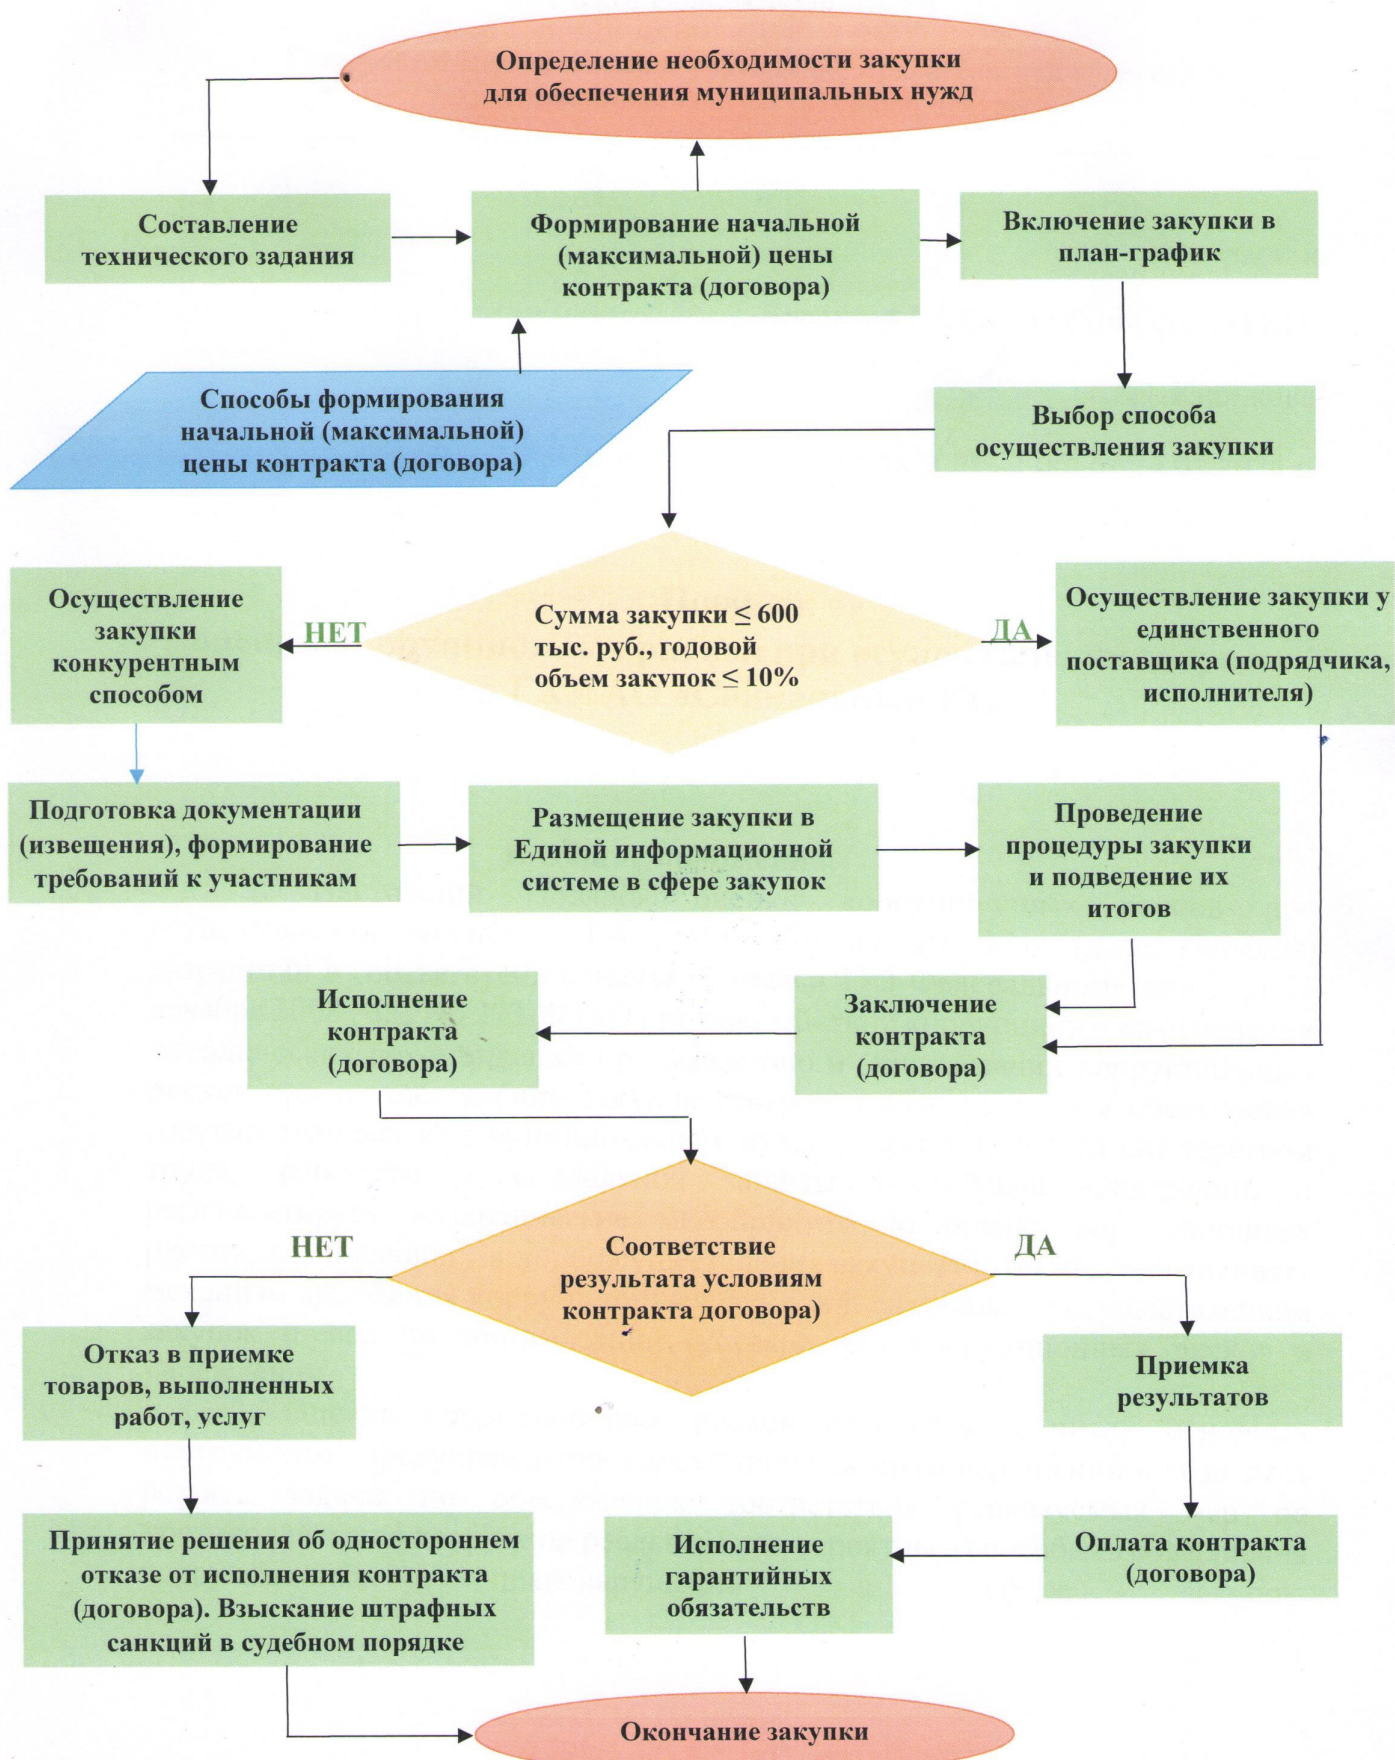 Определение необходимости закупки
для обеспечения муниципальных нужд
Составление
технического задания
Формирование начальной
(максимальной) цены
контракта (договора)
Включение закупки в
план-график
Способы формирования
начальной (максимальной)
цены контракта (договора)
Выбор способа
осуществления закупки
Осуществление
закупки
конкурентным
способом
НЕТ
Сумма закупки ≤ 600
тыс. руб., годовой
объем закупок ≤ 10%
ДА
Осуществление закупки у
единственного
поставщика (подрядчика,
исполнителя)
Подготовка документации
(извещения), формирование
требований к участникам
Размещение закупки в
Единой информационной
системе в сфере закупок
Проведение
процедуры закупки
и подведение их
итогов
Исполнение
контракта
(договора)
Заключение
контракта
(договора)
НЕТ
Соответствие
результата условиям
контракта договора)
ДА
Отказ в приемке
товаров, выполненных
работ, услуг
Приемка
результатов
Принятие решения об одностороннем
отказе от исполнения контракта
(договора). Взыскание штрафных
санкций в судебном порядке
Исполнение
гарантийных
обязательств
Оплата контракта
(договора)
Окончание закупки